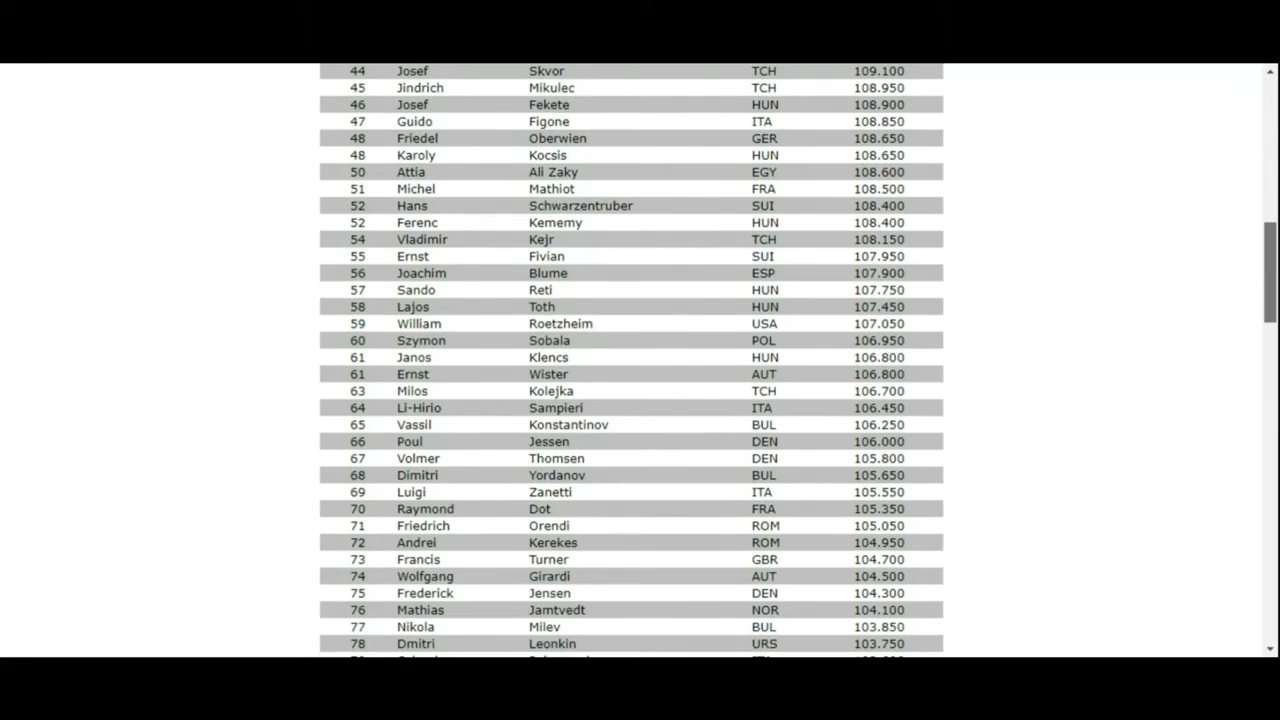 44 Josef Skvor TCH 109.100
45 Jindrich Mikulec TCH 108.950
46 Josef Fekete HUN 108.900
47 Guido Figone ITA 108.850
48 Friedel Oberwien GER 108.650
48 Karoly Kocsis HUN 108.650
50 Attia Ali Zaky EGY 108.600
51 Michel Mathiot FRA 108.500
52 Hans Schwarzentruber SUI 108.400
52 Ferenc Kememy HUN 108.400
54 Vladimir Kejr TCH 108.150
55 Ernst Fivian SUI 107.950
56 Joachim Blume ESP 107.900
57 Sando Reti HUN 107.750
58 Lajos Toth HUN 107.450
59 William Roetzheim USA 107.050
60 Szymon Sobala POL 106.950
61 Janos Klencs HUN 106.800
61 Ernst Wister AUT 106.800
63 Milos Kolejka TCH 106.700
64 Li-Hirio Sampieri ITA 106.450
65 Vassil Konstantinov BUL 106.250
66 Poul Jessen DEN 106.000
67 Volmer Thomsen DEN 105.800
68 Dimitri Yordanov BUL 105.650
69 Luigi Zanetti ITA 105.550
70 Raymond Dot FRA 105.350
71 Friedrich Orendi ROM 105.050
72 Andrei Kerekes ROM 104.950
73 Francis Turner GBR 104.700
74 Wolfgang Girardi AUT 104.500
75 Frederick Jensen DEN 104.300
76 Mathias Jamtvedt NOR 104.100
77 Nikola Milev BUL 103.850
78 Dmitri Leonkin URS 103.750